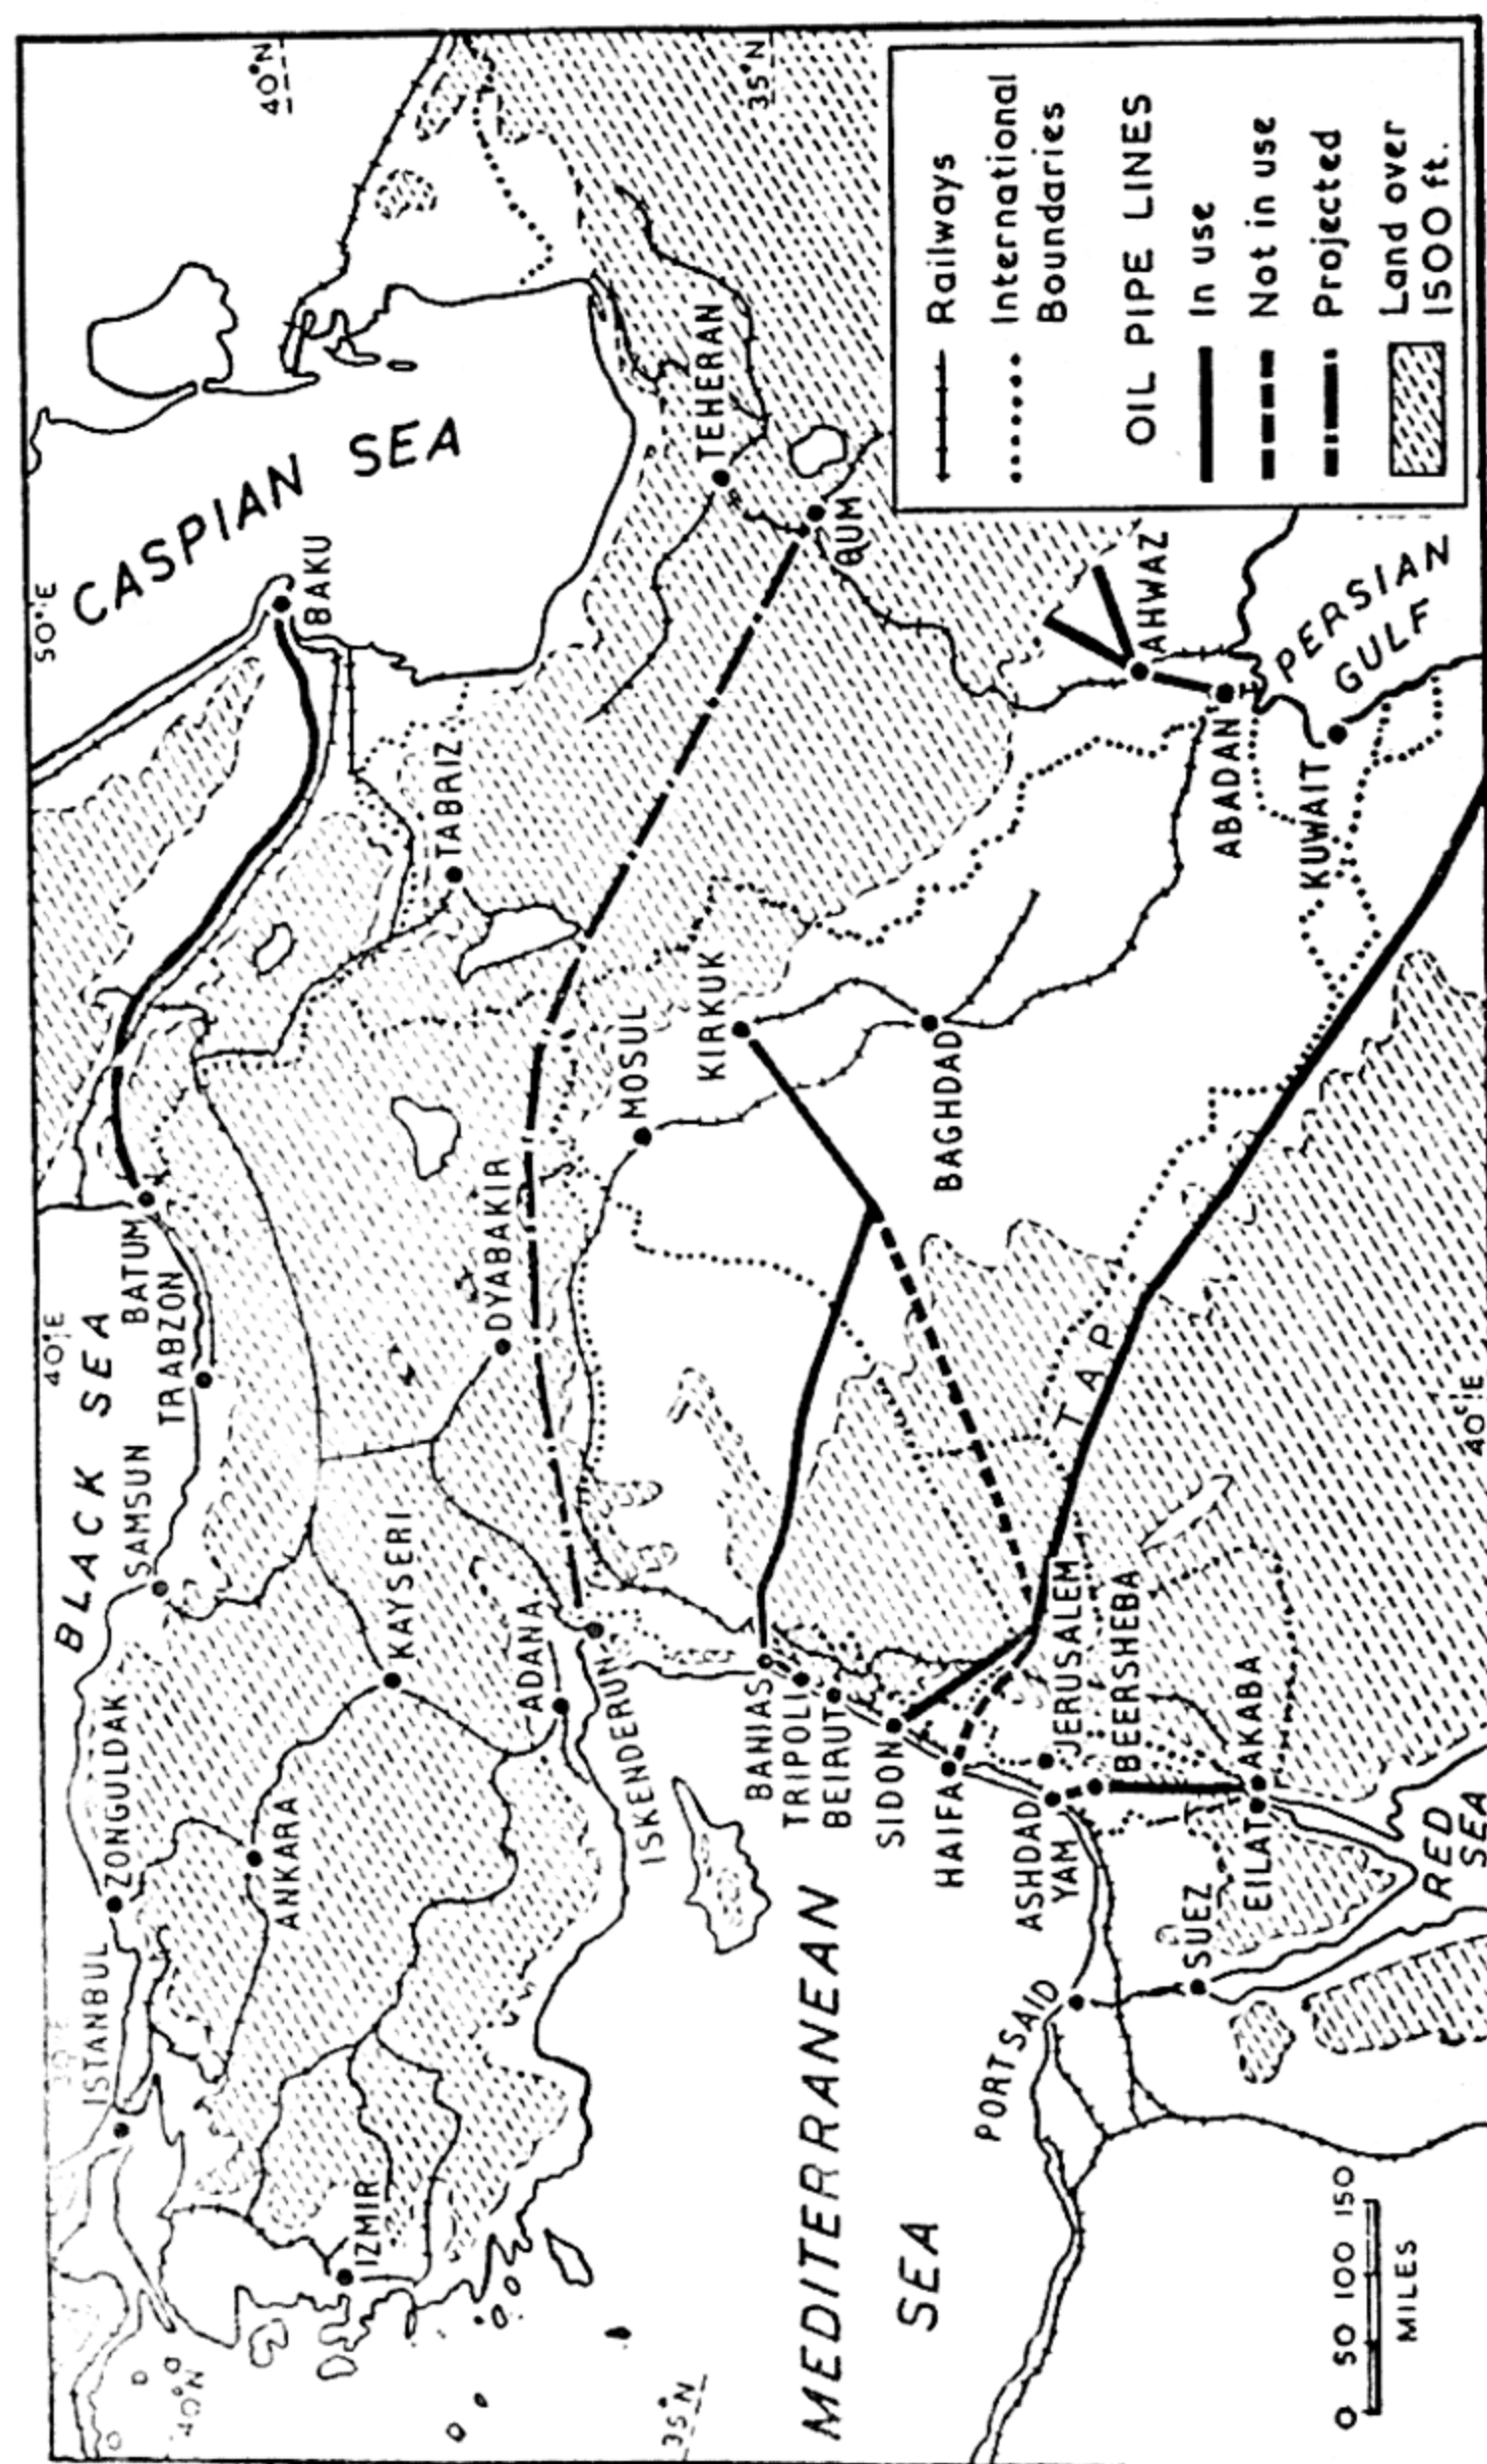 BLACK SEA
CASPIAN SEA
40°E
50°E
40°N
35°N
ISTANBUL
ZONGULDAK
SAMSUN
TRABZON
BATUM
BAKU
ANKARA
IZMIR
KAYSERI
ADANA
ISKENDERUN
DYABAKIR
TABRIZ
TEHERAN
QUM
MOSUL
KIRKUK
BAGHDAD
BANIAS
TRIPOLI
BEIRUT
SIDON
HAIFA
ASHDAD
YAM
JERUSALEM
BEERSHEBA
EILAT
AKABA
TAP
SUEZ
PORT SAID
AHWAZ
ABADAN
KUWAIT
PERSIAN
GULF
RED
SEA
MEDITERRANEAN
SEA
40°N
35°N
40°E
0 50 100 150
MILES
Railways
International
Boundaries
OIL PIPE LINES
In use
Not in use
Projected
Land over
1500 ft.